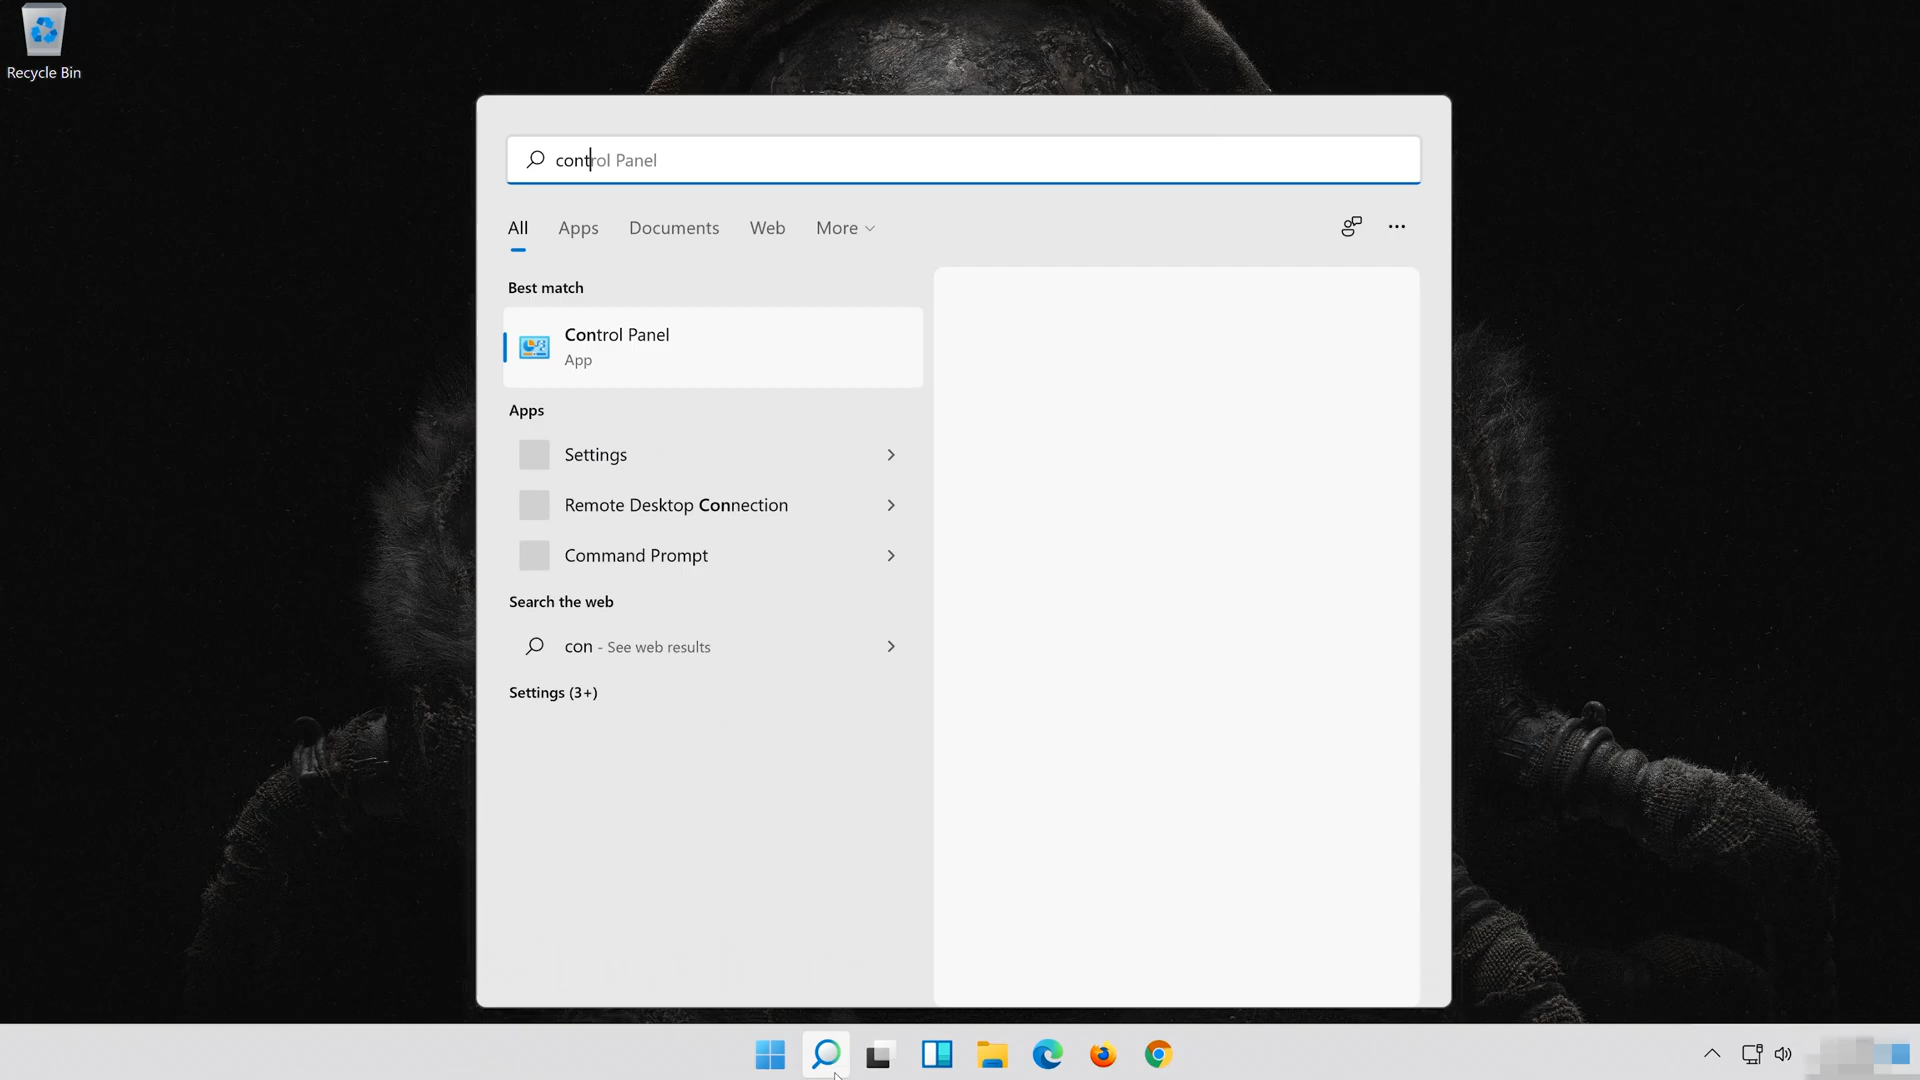 Recycle Bin
control Panel
All Apps Documents Web More
Best match
Control Panel
App
Apps
Settings
Remote Desktop Connection
Command Prompt
Search the web
con - See web results
Settings (3+)